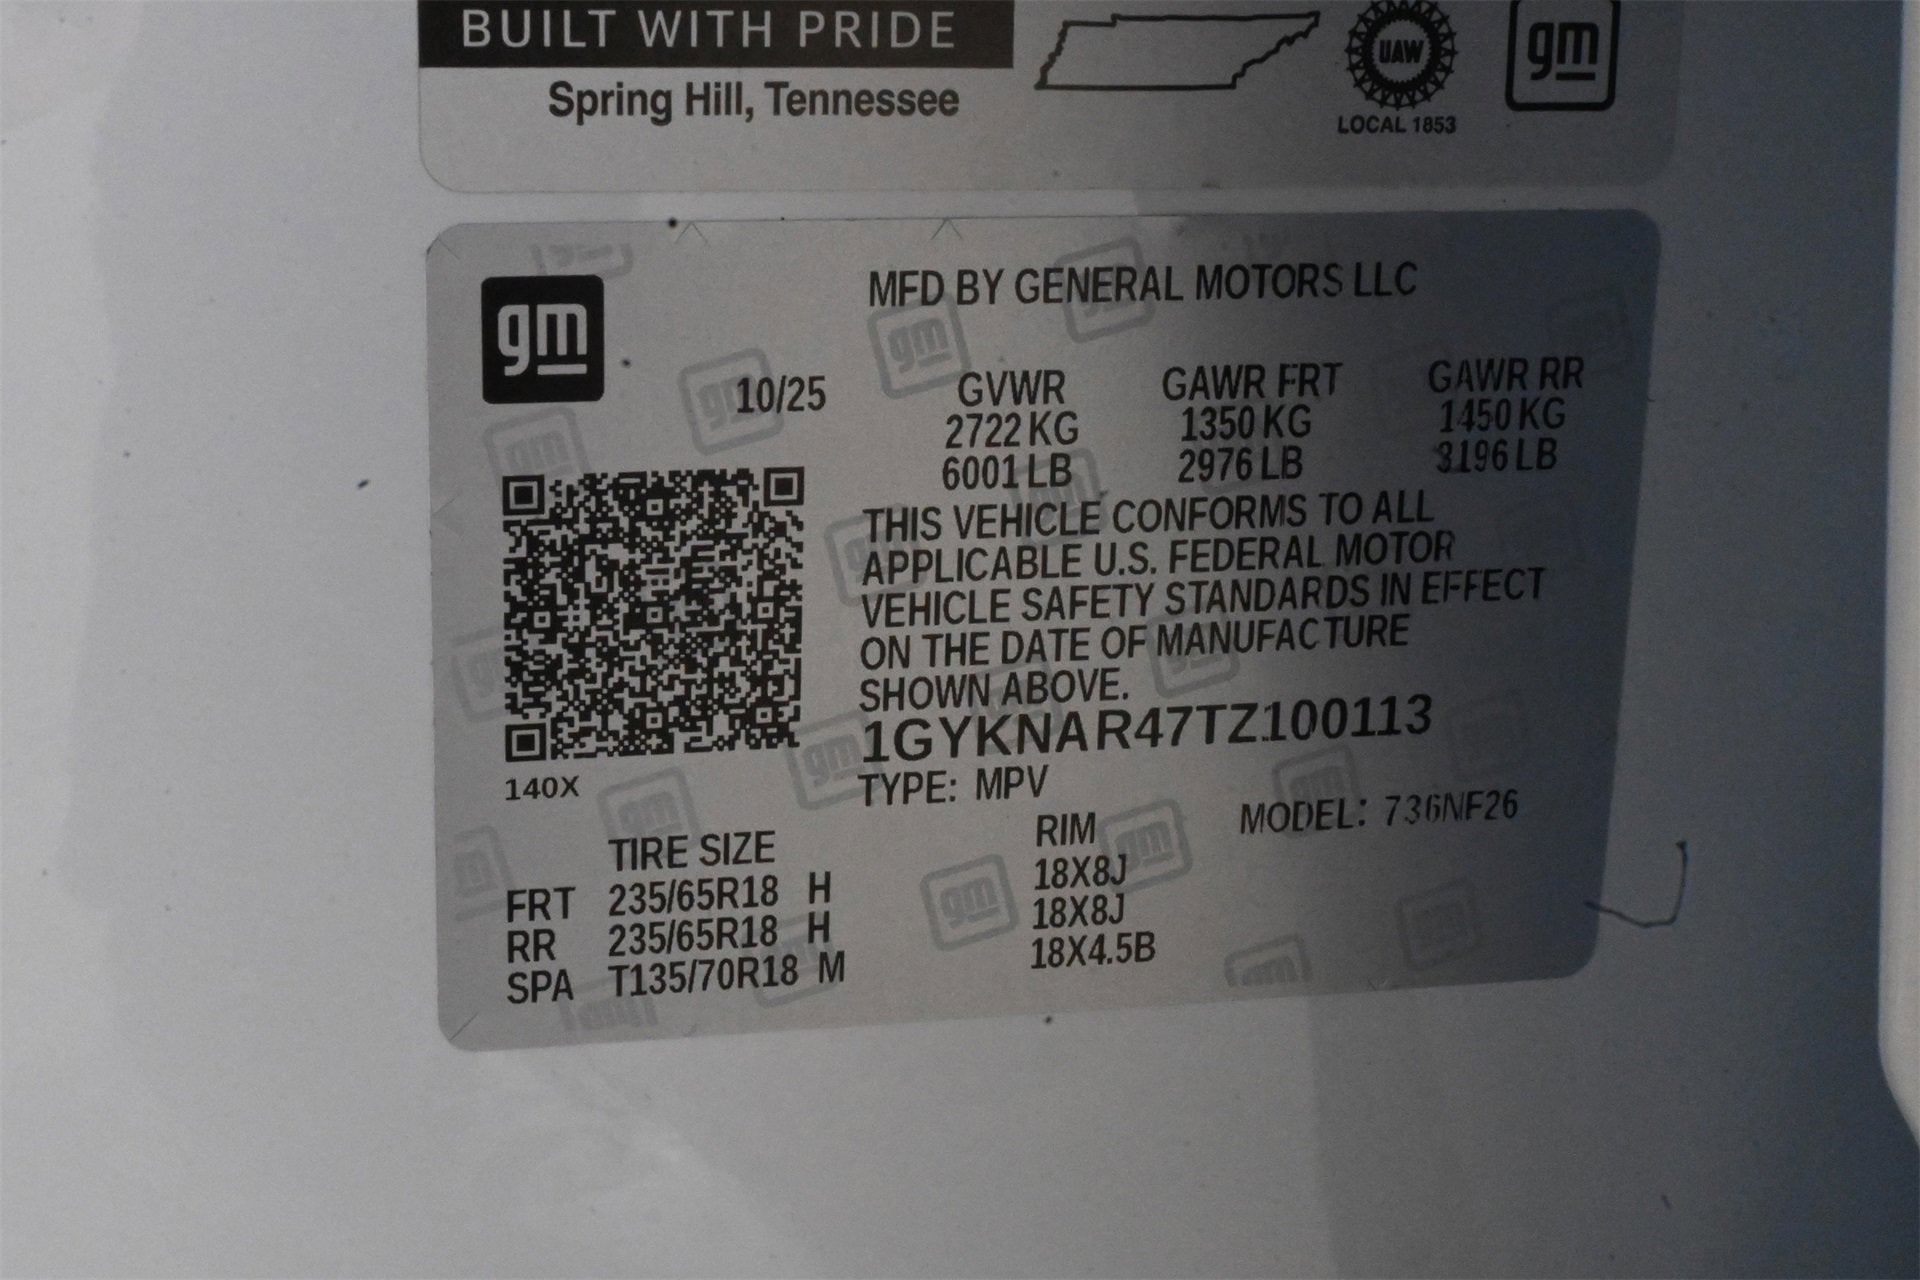 BUILT WITH PRIDE
Spring Hill, Tennessee
UAW
LOCAL 1853
gm
gm
MFD BY GENERAL MOTORS LLC
10/25
GVWR GAWR FRT GAWR RR
2722 KG 1350 KG 1450 KG
6001 LB 2976 LB 3196 LB
THIS VEHICLE CONFORMS TO ALL
APPLICABLE U.S. FEDERAL MOTOR
VEHICLE SAFETY STANDARDS IN EFFECT
ON THE DATE OF MANUFACTURE
SHOWN ABOVE.
1GYKNAR47TZ100113
140X
TYPE: MPV
MODEL: 736NF26
TIRE SIZE RIM
FRT 235/65R18 H 18X8J
RR 235/65R18 H 18X8J
SPA T135/70R18 M 18X4.5B